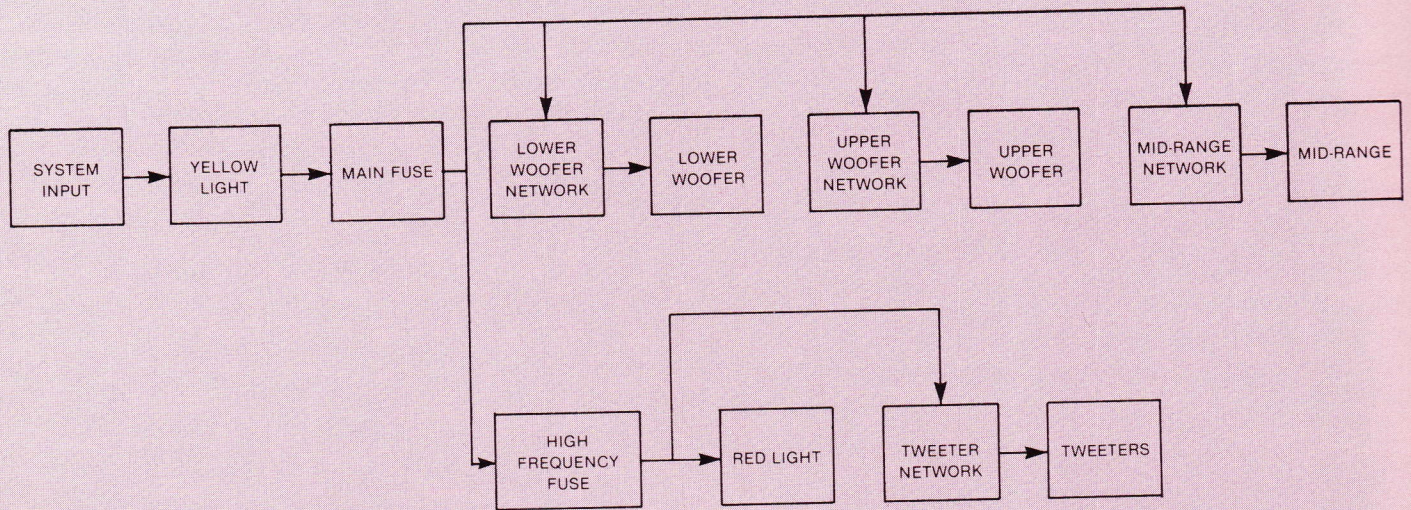 SYSTEM
INPUT
YELLOW
LIGHT
MAIN FUSE
LOWER
WOOFER
NETWORK
LOWER
WOOFER
UPPER
WOOFER
NETWORK
UPPER
WOOFER
MID-RANGE
NETWORK
MID-RANGE
HIGH
FREQUENCY
FUSE
RED LIGHT
TWEETER
NETWORK
TWEETERS